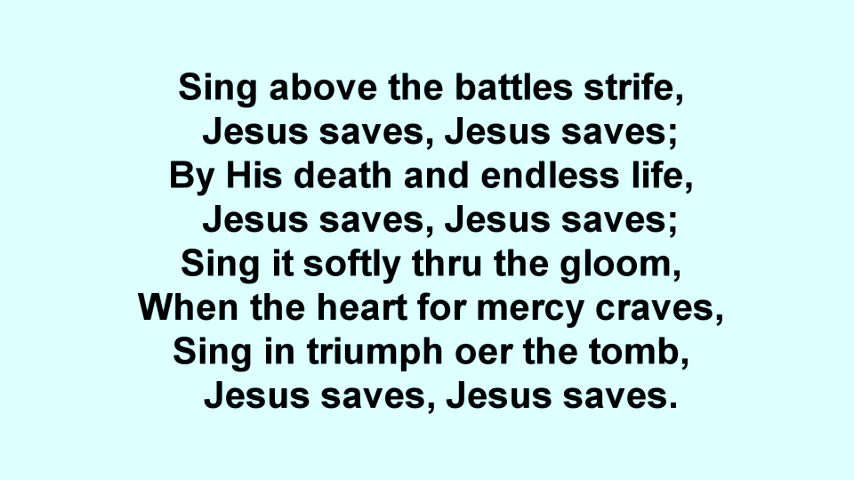 Sing above the battles strife,
Jesus saves, Jesus saves;
By His death and endless life,
Jesus saves, Jesus saves;
Sing it softly thru the gloom,
When the heart for mercy craves,
Sing in triumph oer the tomb,
Jesus saves, Jesus saves.